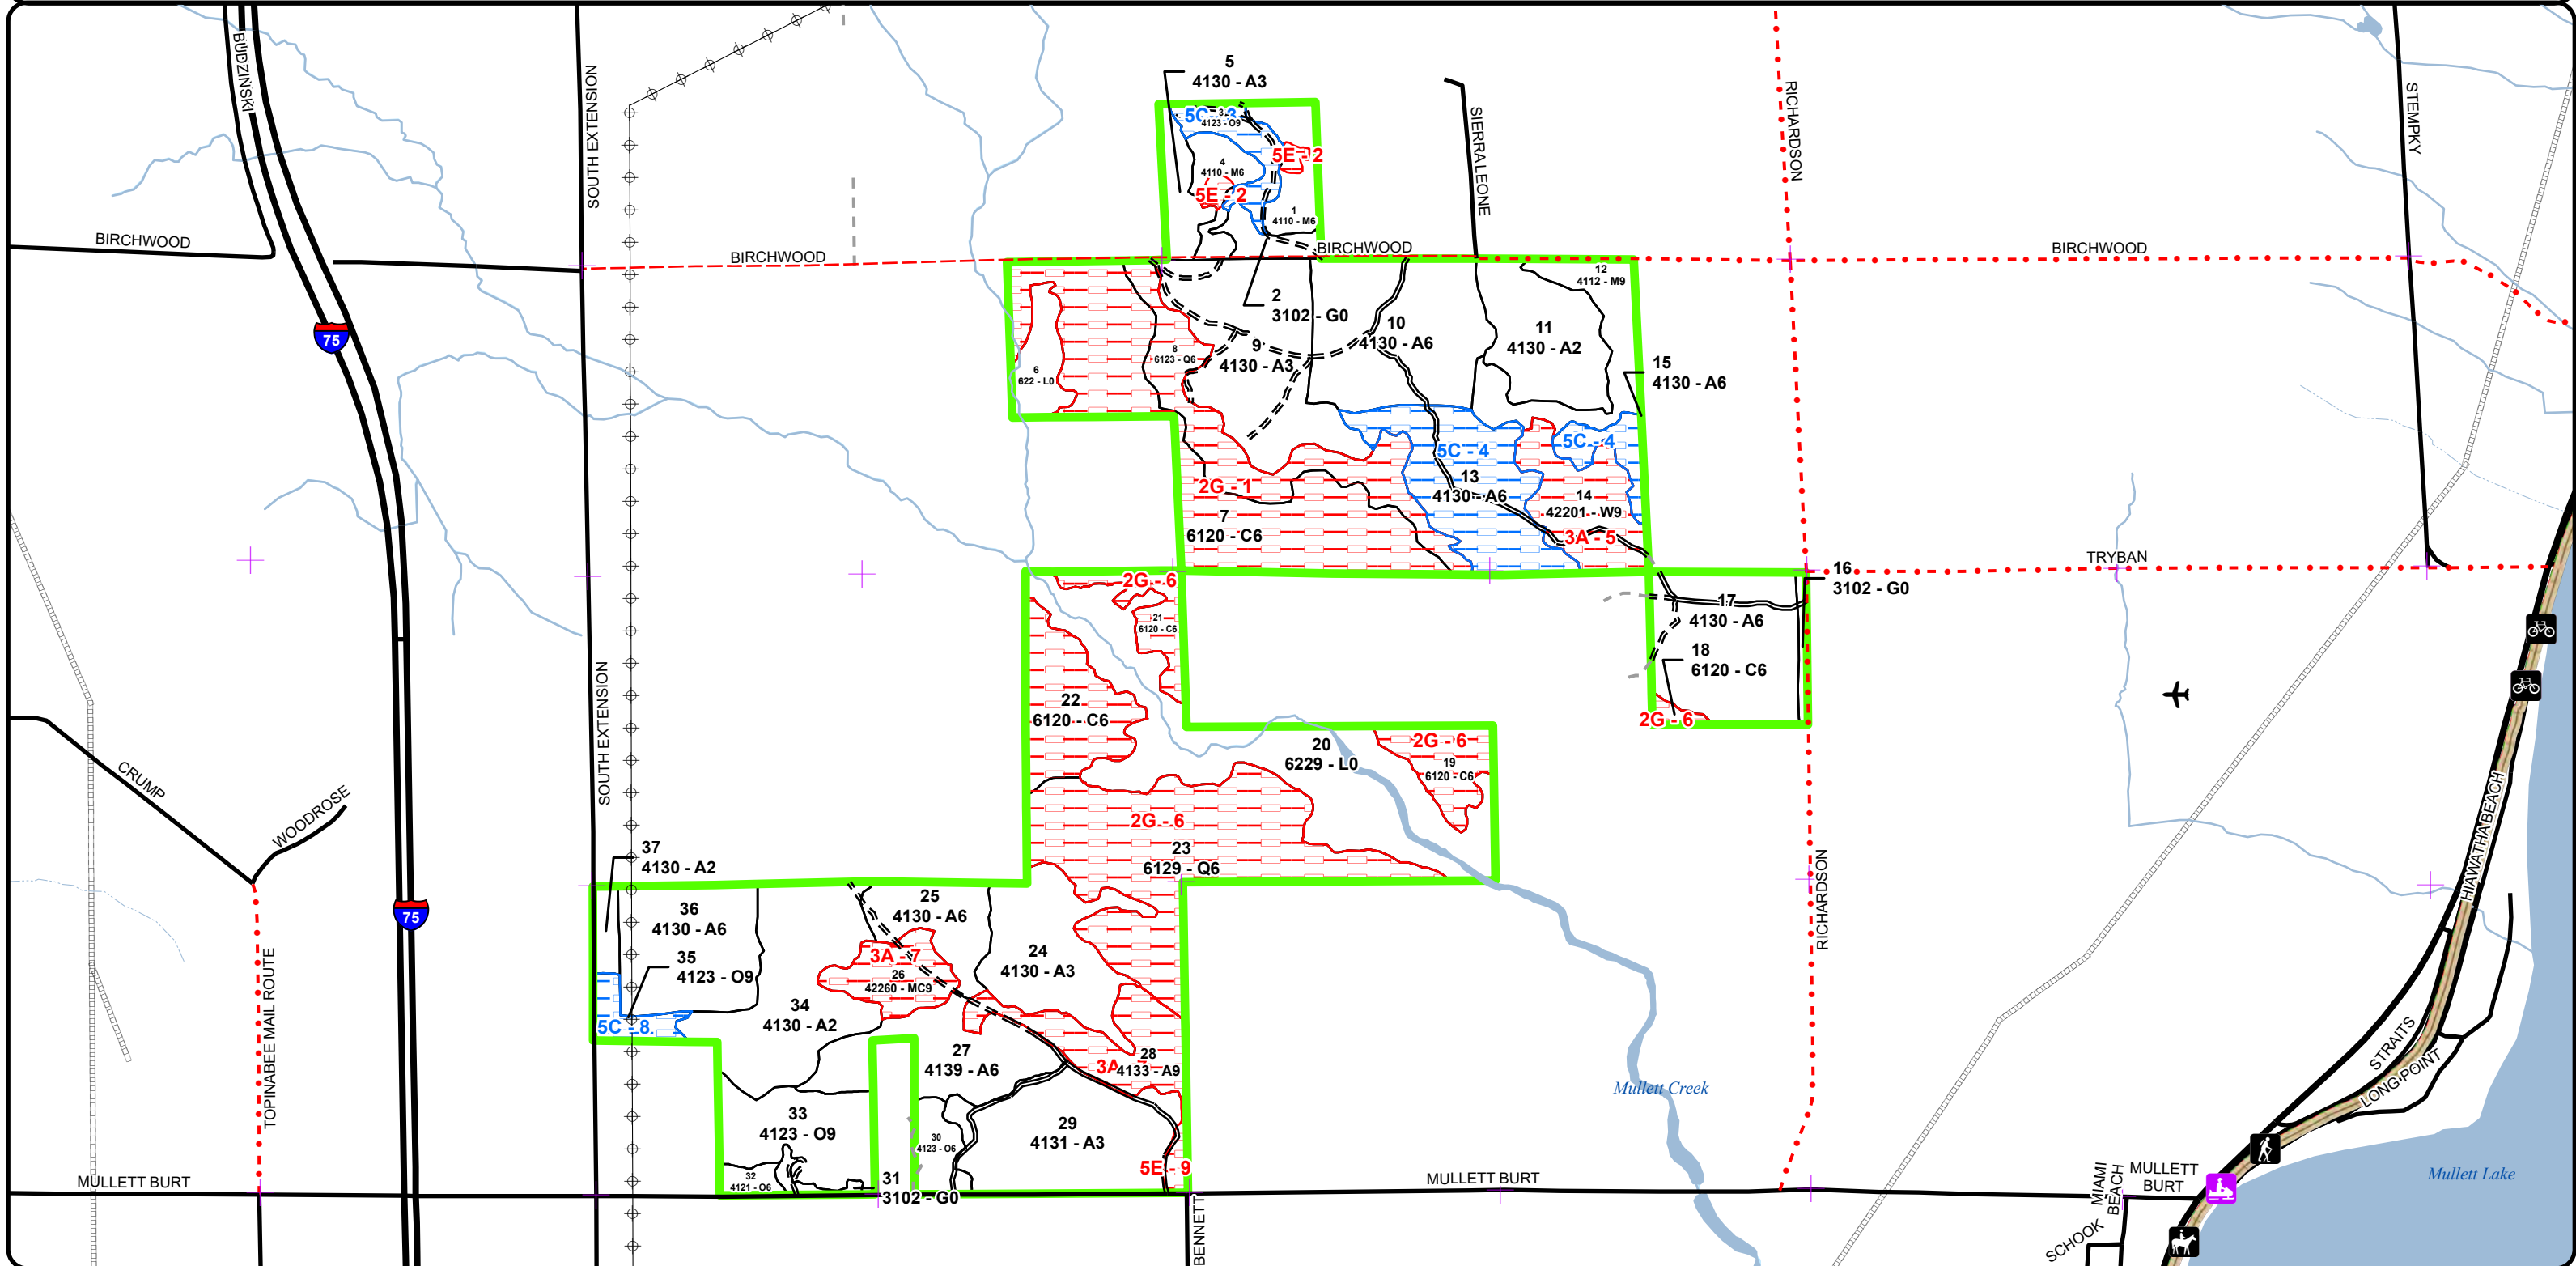 BUDZINSKI
SOUTH EXTENSION
5
4130 - A3
5C - 3
3
4123 - O9
5E - 2
4
4110 - M6
5E - 2
1
4110 - M6
SIERRALEONE
RICHARDSON
STEMPKY
BIRCHWOOD
BIRCHWOOD
BIRCHWOOD
BIRCHWOOD
12
4112 - M9
2
3102 - G0
10
4130 - A6
11
4130 - A2
75
9
4130 - A3
8
6123 - Q6
6
622 - L0
15
4130 - A6
5C - 4
5C - 4
13
4130 - A6
2G - 1
14
42201 - W9
7
6120 - C6
3A - 5
TRYBAN
16
3102 - G0
2G - 6
17
4130 - A6
21
6120 - C6
18
6120 - C6
22
6120 - C6
2G - 6
20
6229 - L0
2G - 6
19
6120 - C6
SOUTH EXTENSION
CRUMP
WOODROSE
HIAWATHA BEACH
2G - 6
23
6129 - Q6
37
4130 - A2
RICHARDSON
75
36
4130 - A6
25
4130 - A6
35
4123 - O9
3A - 7
26
42260 - MC9
24
4130 - A3
TOPINABEE MAIL ROUTE
34
4130 - A2
5C - 8
27
4139 - A6
28
4133 - A9
3A
STRAITS
LONG POINT
Mullett Creek
33
4123 - O9
29
4131 - A3
30
4123 - O6
32
4121 - O6
31
3102 - G0
5E - 9
MULLETT BURT
MULLETT BURT
MULLETT
BURT
MIAMI
BEACH
Mullett Lake
BENNETT
SCHOOK